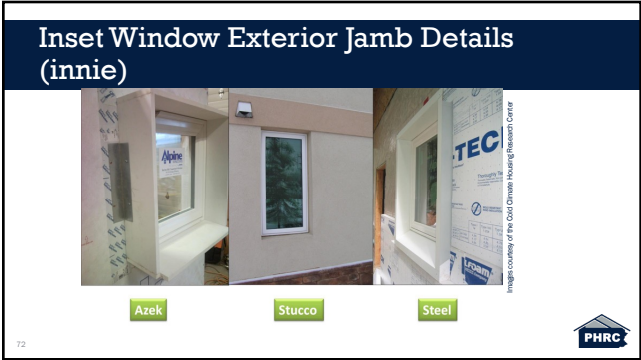 Inset Window Exterior Jamb Details
(innie)
Alpine
-TECH
Images courtesy of the Cold Climate Housing Research Center
Azek
Stucco
Steel
72
PHRC